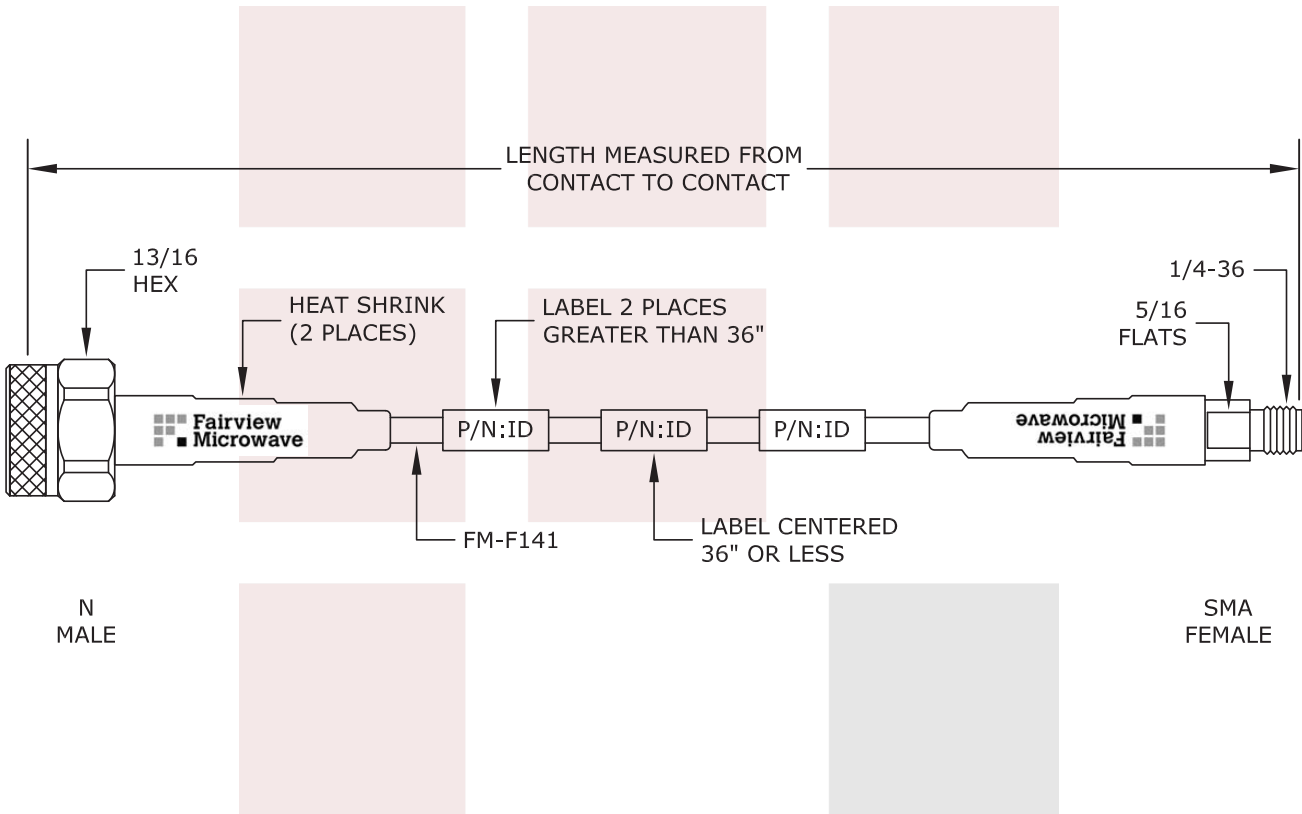 LENGTH MEASURED FROM
CONTACT TO CONTACT
13/16
HEX
1/4-36
HEAT SHRINK
(2 PLACES)
LABEL 2 PLACES
GREATER THAN 36"
5/16
FLATS
Fairview
Microwave
P/N:ID
P/N:ID
P/N:ID
Fairview
Microwave
FM-F141
LABEL CENTERED
36" OR LESS
N
MALE
SMA
FEMALE